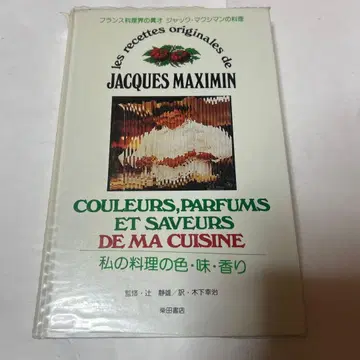 フランス料理界の異才 ジャック・マクシマンの料理
les recettes originales de
JACQUES MAXIMIN
COULEURS, PARFUMS
ET SAVEURS
DE MA CUISINE
私の料理の色・味・香り
監修・辻 静雄／訳・木下幸治
柴田書店